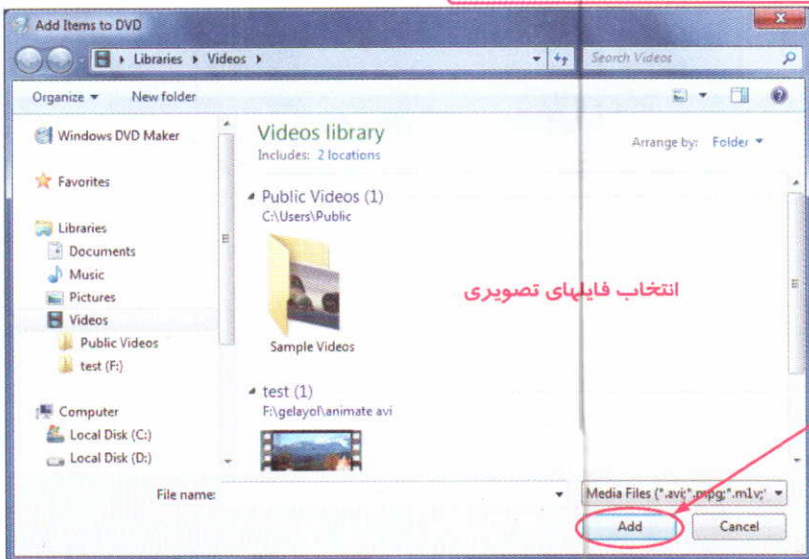 Add Items to DVD
Libraries ▸ Videos ▸
Search Videos
Organize ▾ New folder
Windows DVD Maker
Favorites
Libraries
Documents
Music
Pictures
Videos
Public Videos
test (F:)
Computer
Local Disk (C:)
Local Disk (D:)
Videos library
Includes: 2 locations
Arrange by: Folder ▾
Public Videos (1)
C:\Users\Public
Sample Videos
انتخاب فایلهای تصویری
test (1)
F:\gelayol\animate avi
File name:
Media Files (*.avi;*.mpg;*.m1v;*
Add
Cancel